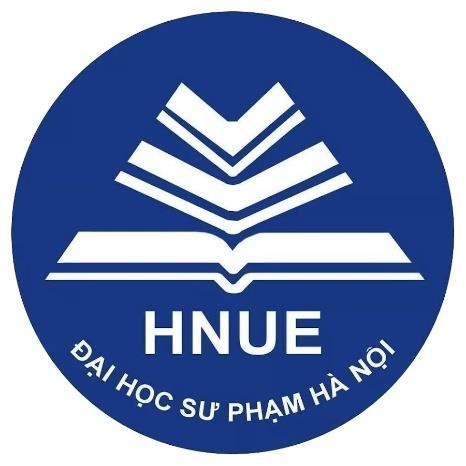 HNUE
ĐẠI HỌC SƯ PHẠM HÀ NỘI